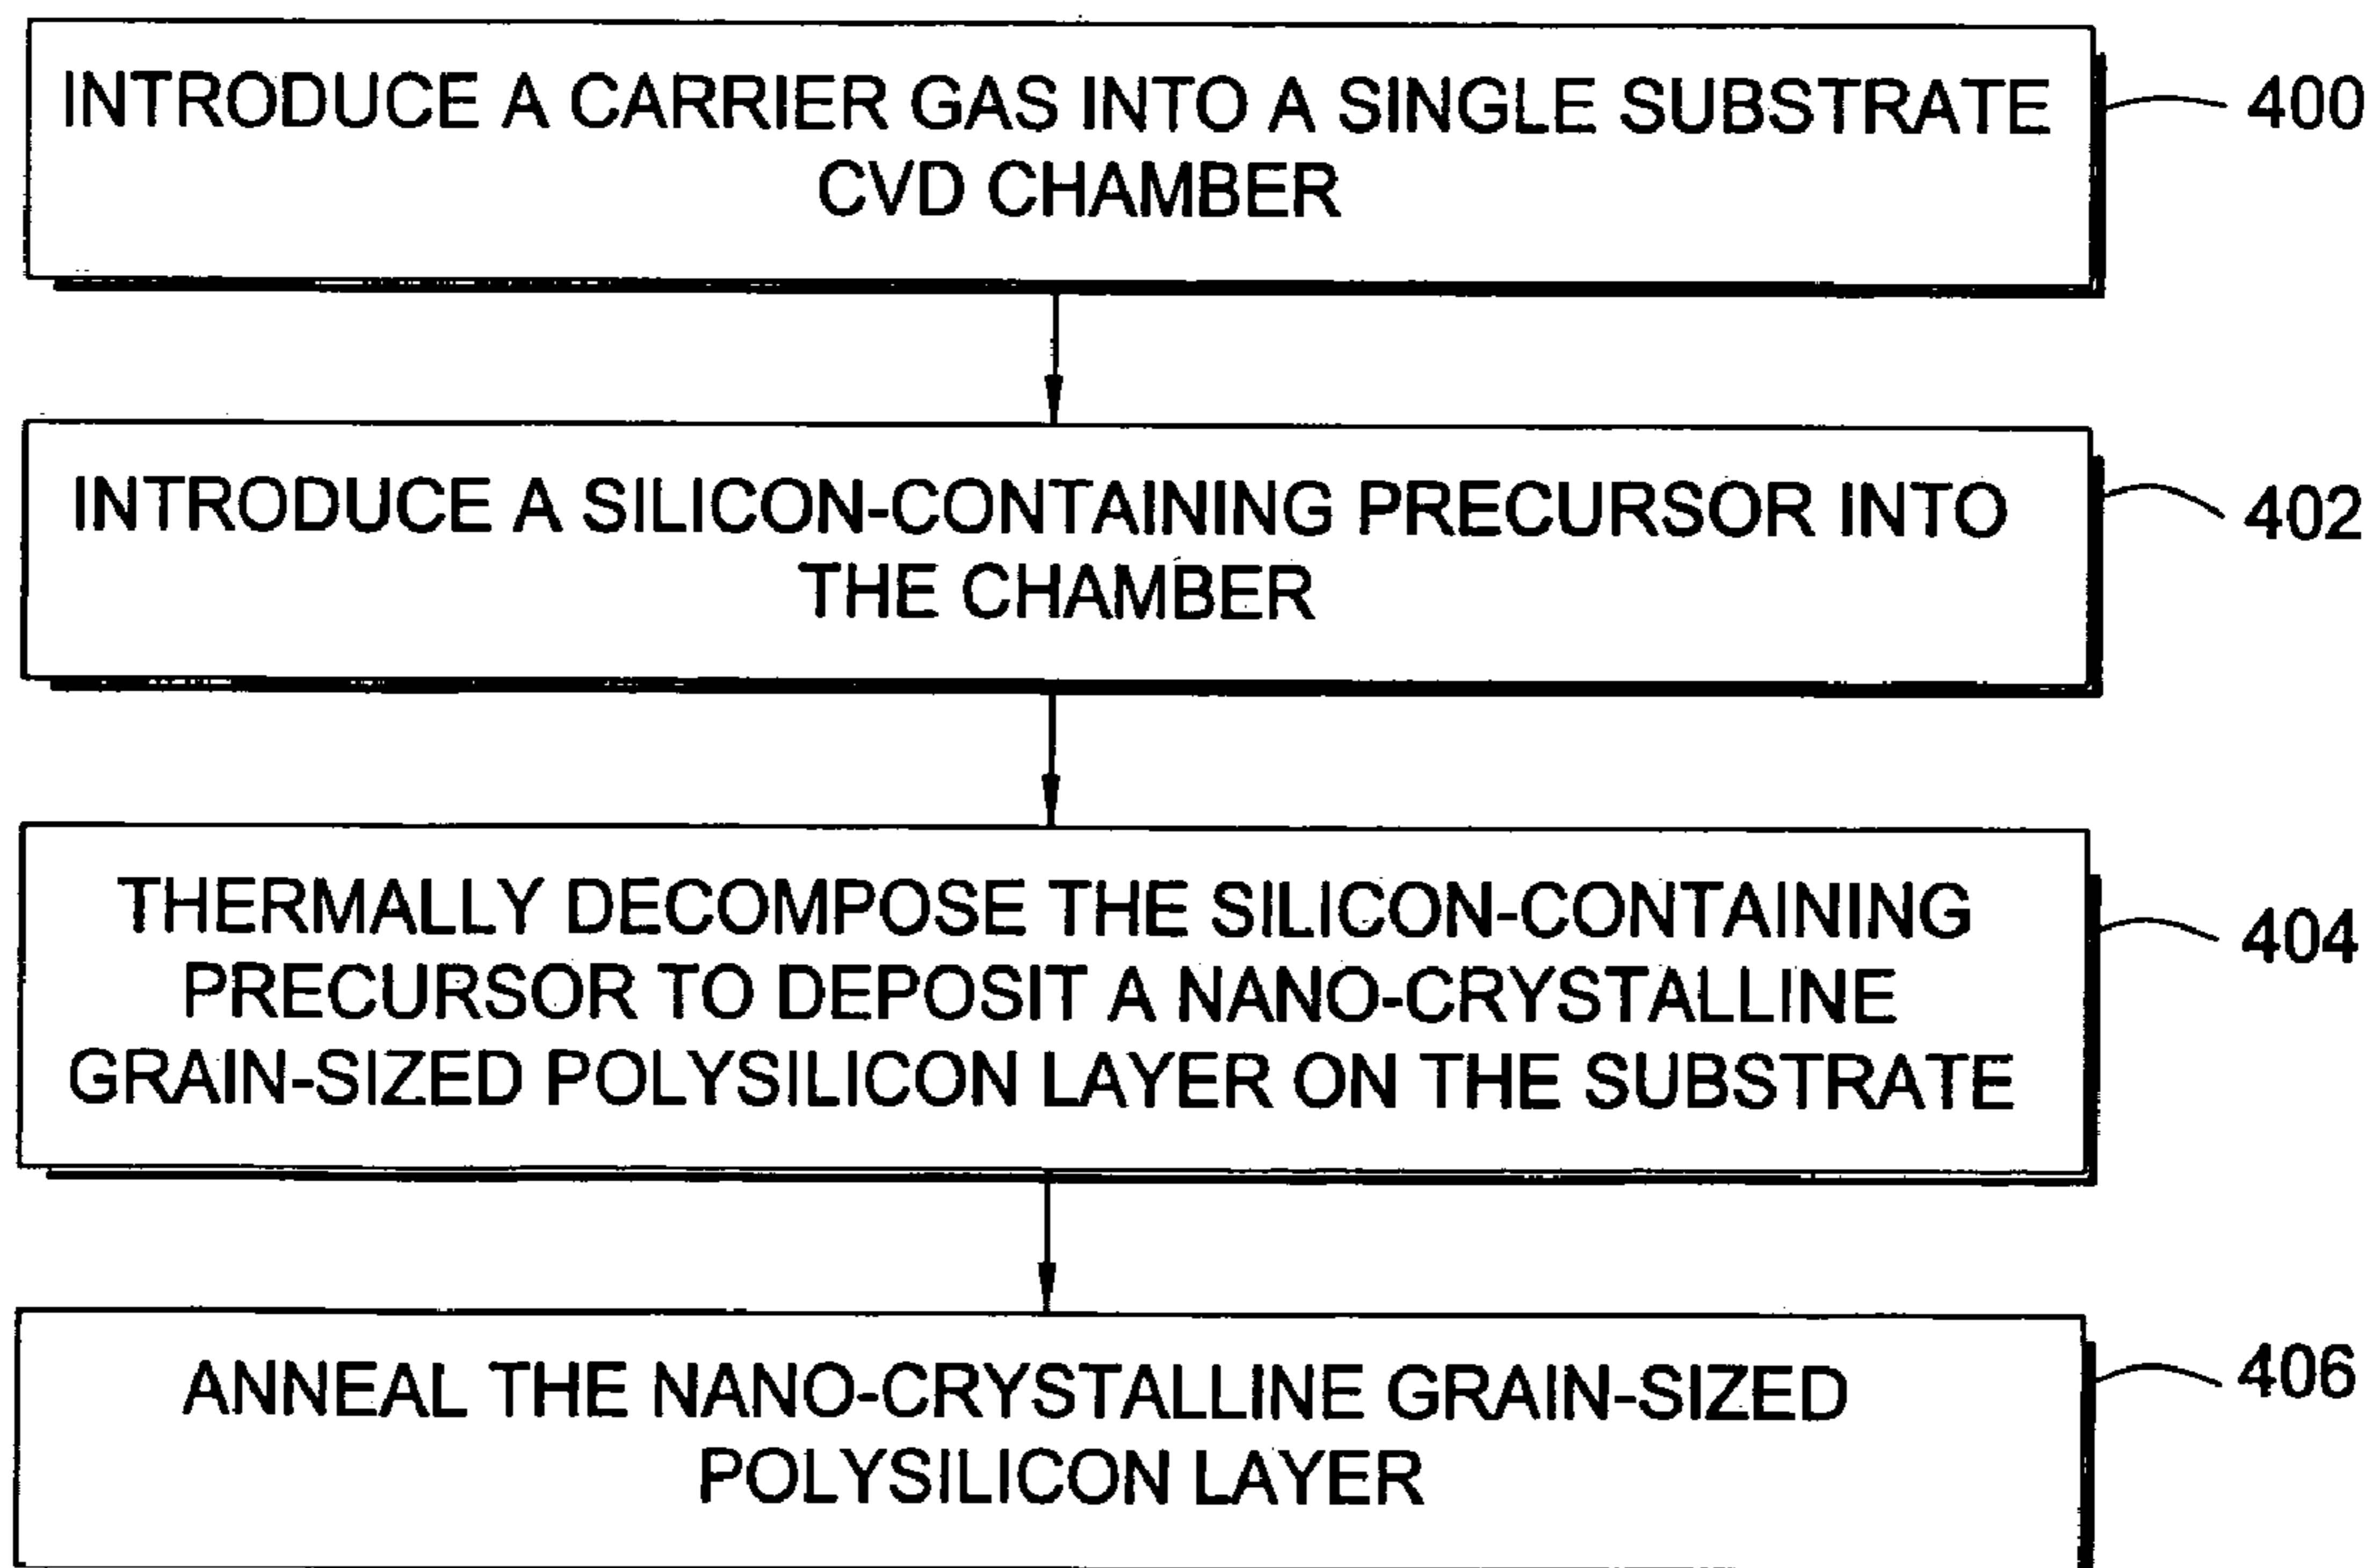 INTRODUCE A CARRIER GAS INTO A SINGLE SUBSTRATE
CVD CHAMBER
400
INTRODUCE A SILICON-CONTAINING PRECURSOR INTO
THE CHAMBER
402
THERMALLY DECOMPOSE THE SILICON-CONTAINING
PRECURSOR TO DEPOSIT A NANO-CRYSTALLINE
GRAIN-SIZED POLYSILICON LAYER ON THE SUBSTRATE
404
ANNEAL THE NANO-CRYSTALLINE GRAIN-SIZED
POLYSILICON LAYER
406